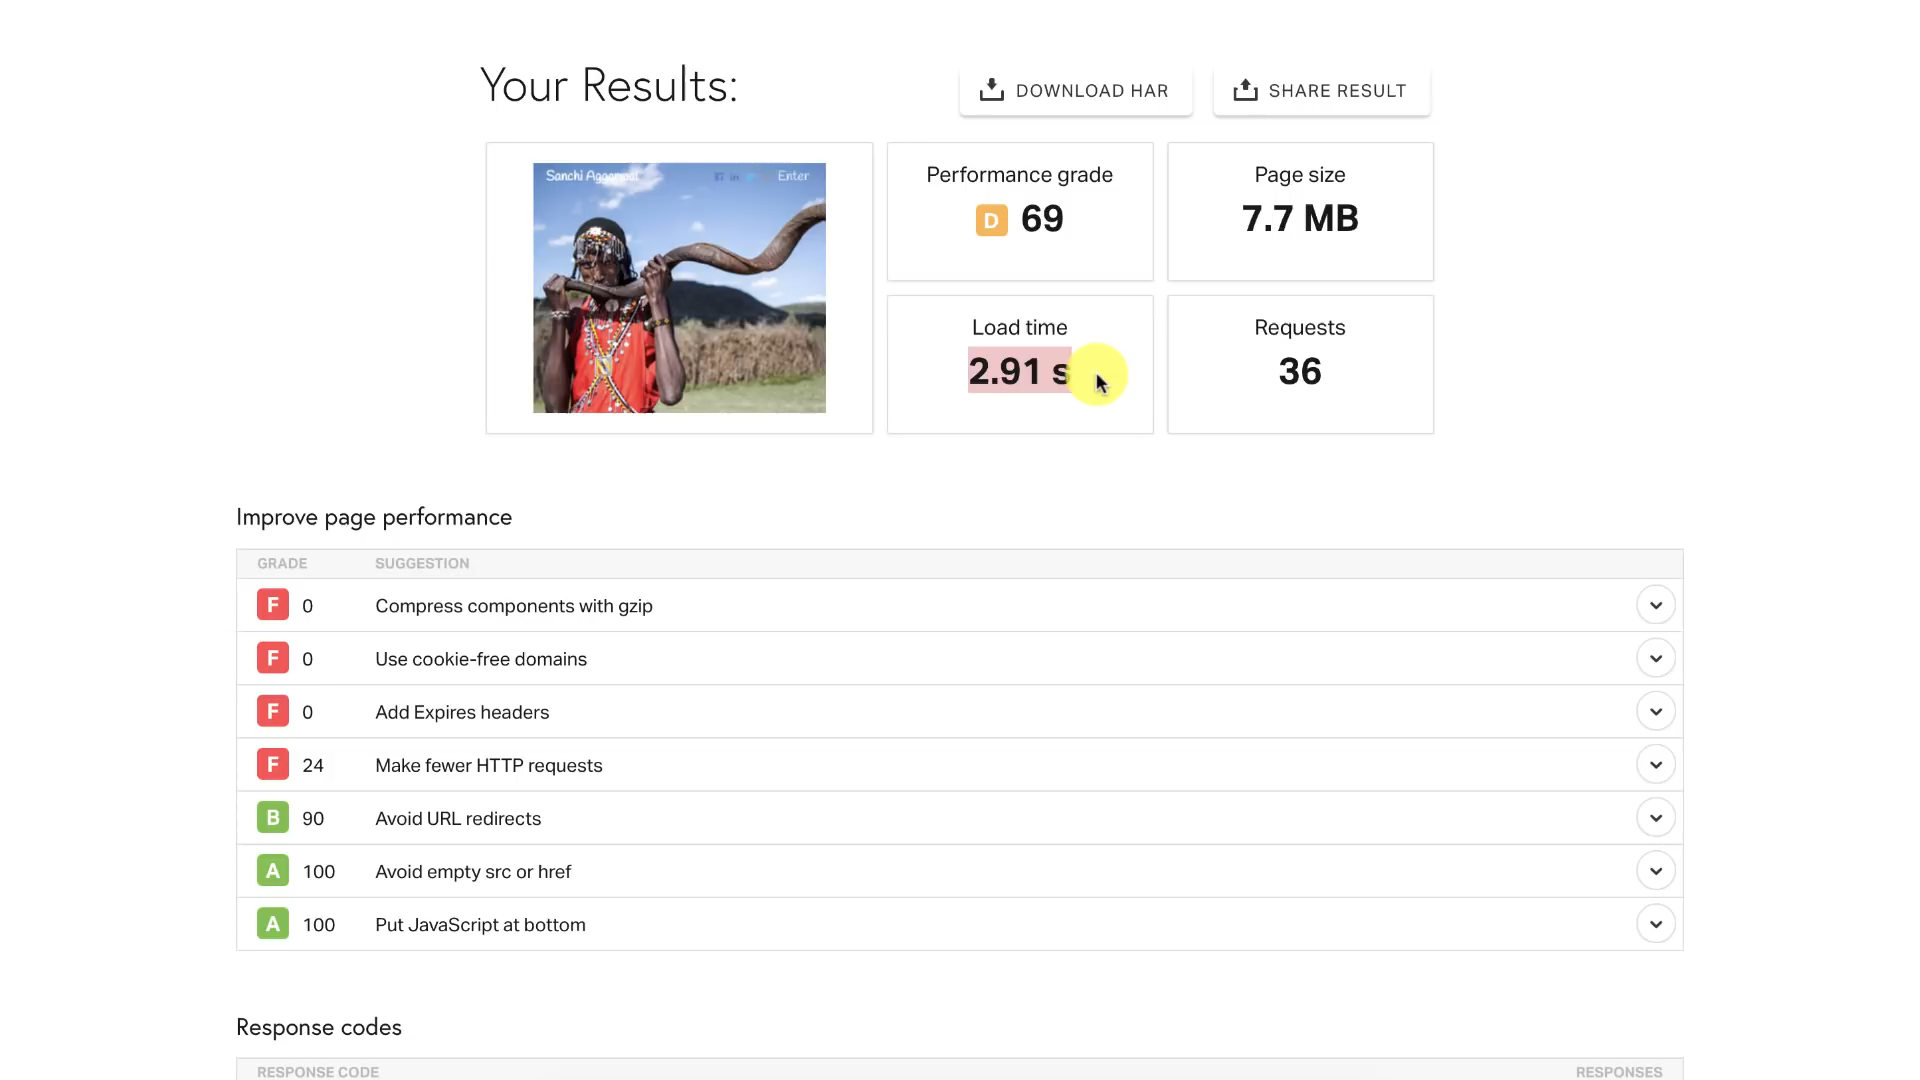 Your Results:
DOWNLOAD HAR
SHARE RESULT
Sanchi Aggarwal
in
Enter
Performance grade
D 69
Page size
7.7 MB
Load time
2.91 s
Requests
36
Improve page performance
GRADE SUGGESTION
F 0 Compress components with gzip
F 0 Use cookie-free domains
F 0 Add Expires headers
F 24 Make fewer HTTP requests
B 90 Avoid URL redirects
A 100 Avoid empty src or href
A 100 Put JavaScript at bottom
Response codes
RESPONSE CODE RESPONSES